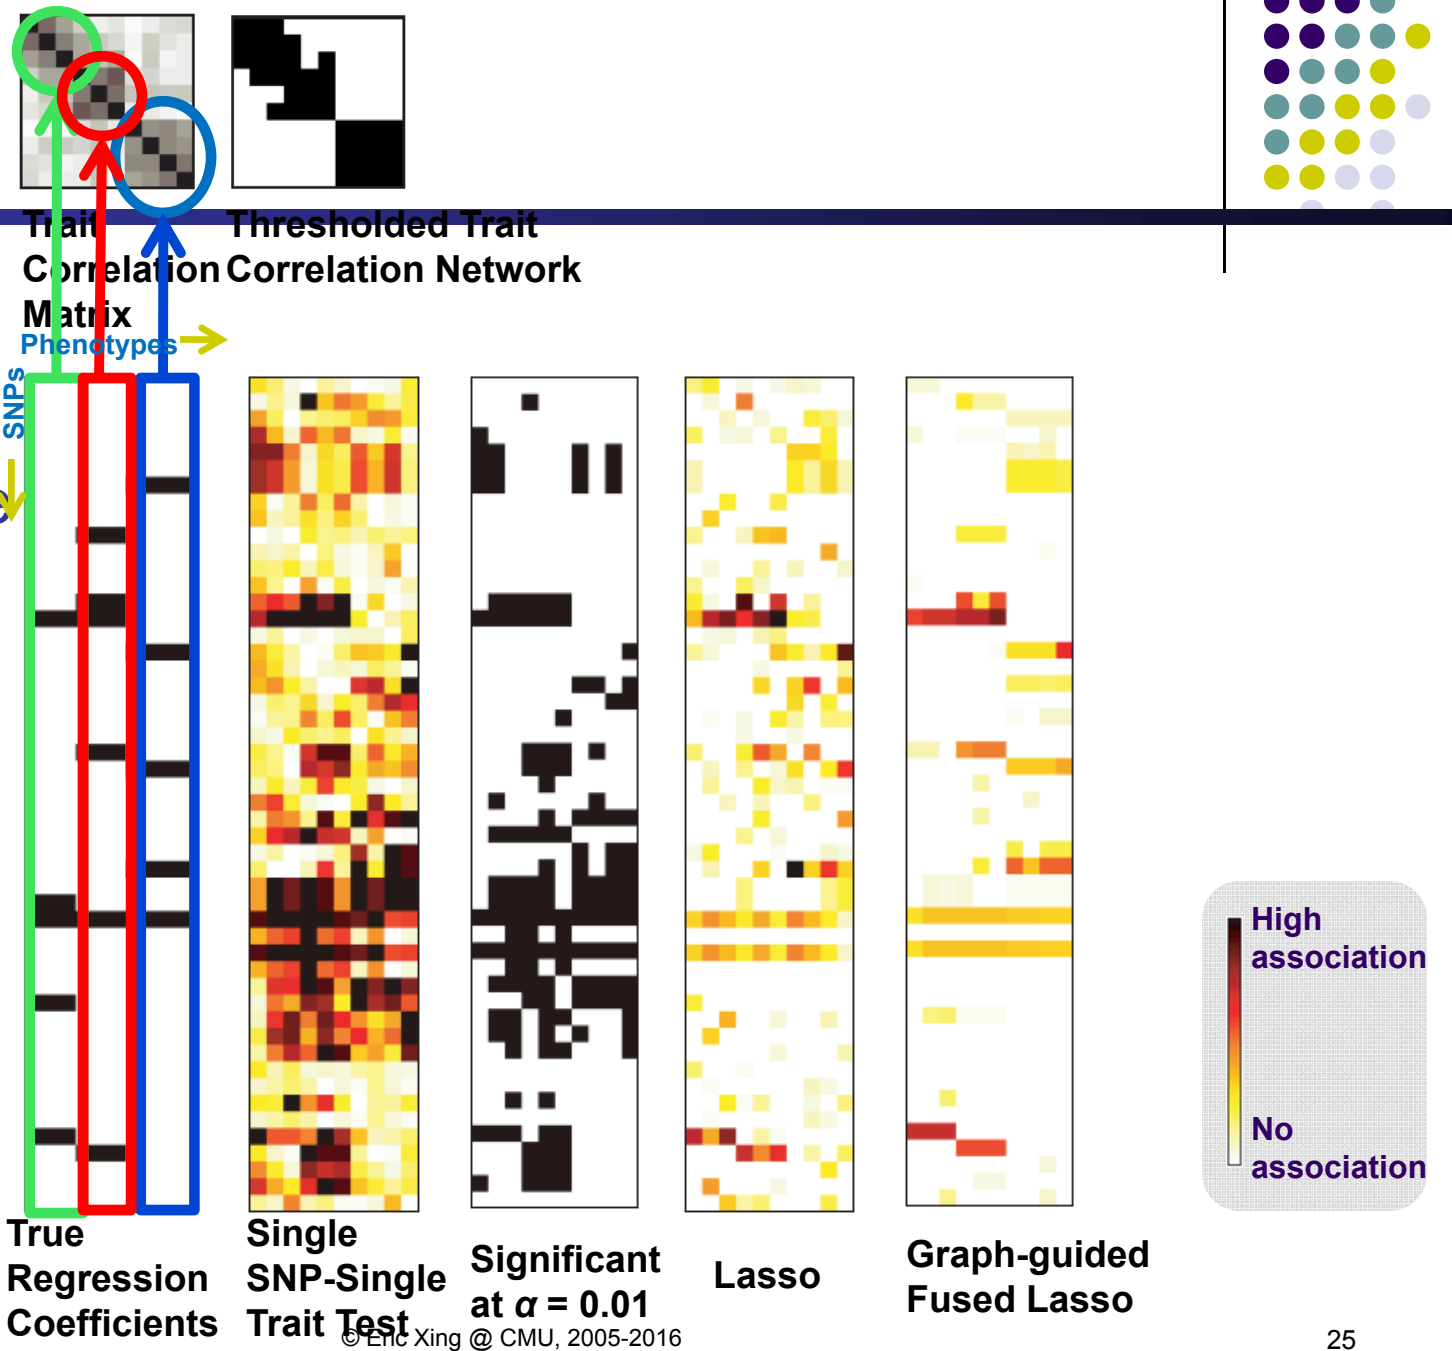 Trait
Correlation
Matrix
Thresholded Trait
Correlation Network
Phenotypes
SNPs
High
association
No
association
True
Regression
Coefficients
Single
SNP-Single
Trait Test
Significant
at α = 0.01
Lasso
Graph-guided
Fused Lasso
© Eric Xing @ CMU, 2005-2016
25